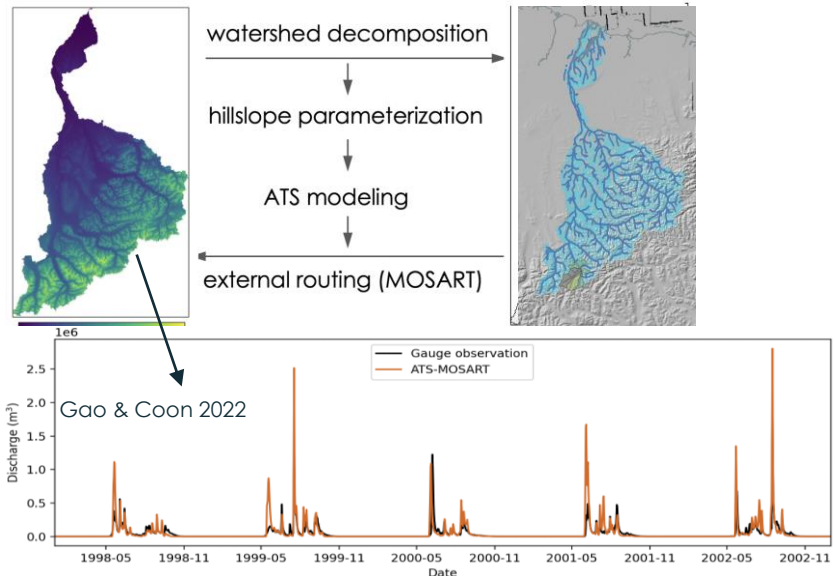 watershed decomposition
hillslope parameterization
ATS modeling
external routing (MOSART)
1e6
Gauge observation
ATS-MOSART
Gao & Coon 2022
Discharge (m³)
2.5
2.0
1.5
1.0
0.5
0.0
1998-05 1998-11 1999-05 1999-11 2000-05 2000-11 2001-05 2001-11 2002-05 2002-11
Date